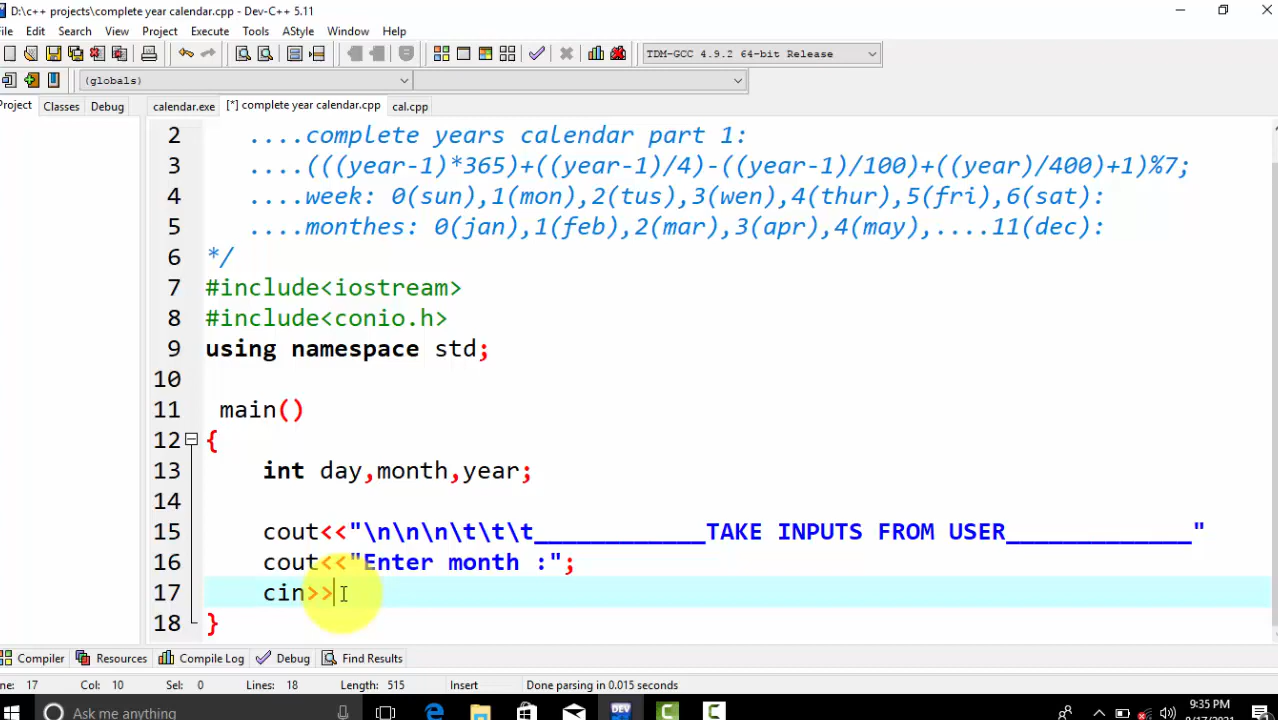 D:\c++ projects\complete year calendar.cpp - Dev-C++ 5.11
File Edit Search View Project Execute Tools AStyle Window Help
TDM-GCC 4.9.2 64-bit Release
(globals)
Project Classes Debug calendar.exe [*] complete year calendar.cpp cal.cpp
2 ....complete years calendar part 1:
3 ....(((year-1)*365)+((year-1)/4)-((year-1)/100)+((year)/400)+1)%7;
4 ....week: 0(sun),1(mon),2(tus),3(wen),4(thur),5(fri),6(sat):
5 ....monthes: 0(jan),1(feb),2(mar),3(apr),4(may),....11(dec):
6 */
7 #include<iostream>
8 #include<conio.h>
9 using namespace std;
10
11 main()
12 {
13 int day,month,year;
14
15 cout<<"\n\n\n\t\t\t____________TAKE INPUTS FROM USER_____________"
16 cout<<"Enter month :";
17 cin>>
18 }
Compiler Resources Compile Log Debug Find Results
ne: 17 Col: 10 Sel: 0 Lines: 18 Length: 515 Insert Done parsing in 0.015 seconds
Ask me anything
DEV
9:35 PM